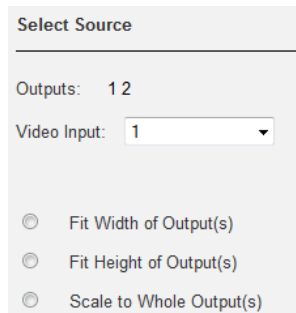 Select Source
Outputs: 1 2
Video Input: 1
Fit Width of Output(s)
Fit Height of Output(s)
Scale to Whole Output(s)